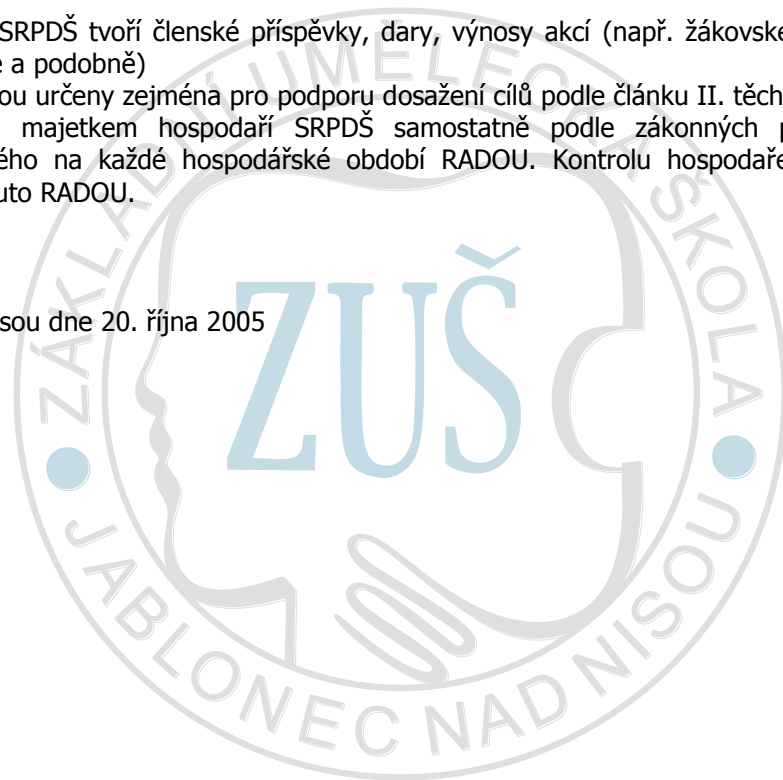 SRPDŠ tvoří členské příspěvky, dary, výnosy akcí (např. žákovské
e a podobně)
ou určeny zejména pro podporu dosažení cílů podle článku II. těch
majetkem hospodaří SRPDŠ samostatně podle zákonných p
ého na každé hospodářské období RADOU. Kontrolu hospodaře
uto RADOU.
sou dne 20. října 2005
ZÁKLADNÍ UMĚLECKÁ ŠKOLA
ZUŠ
JABLONEC NAD NISOU